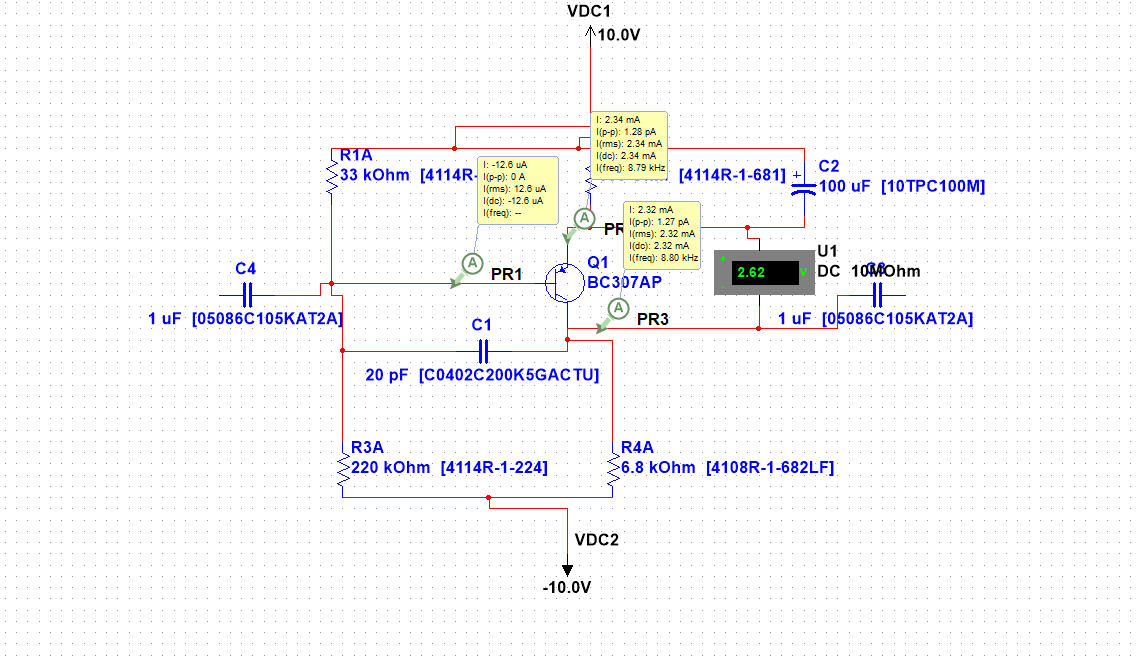 VDC1
10.0V
I: 2.34 mA
I(p-p): 1.28 pA
I(rms): 2.34 mA
I(dc): 2.34 mA
I(freq): 8.79 kHz
R1A
33 kOhm [4114R-
I: -12.6 uA
I(p-p): 0 A
I(rms): 12.6 uA
I(dc): -12.6 uA
I(freq): --
[4114R-1-681]
C2
+
100 uF [10TPC100M]
I: 2.32 mA
I(p-p): 1.27 pA
I(rms): 2.32 mA
I(dc): 2.32 mA
I(freq): 8.80 kHz
A
PR
A
PR1
Q1
BC307AP
U1
DC 10MOhm
+
2.62
V
-
C4
1 uF [05086C105KAT2A]
A
PR3
1 uF [05086C105KAT2A]
C1
20 pF [C0402C200K5GACTU]
R3A
220 kOhm [4114R-1-224]
R4A
6.8 kOhm [4108R-1-682LF]
VDC2
-10.0V